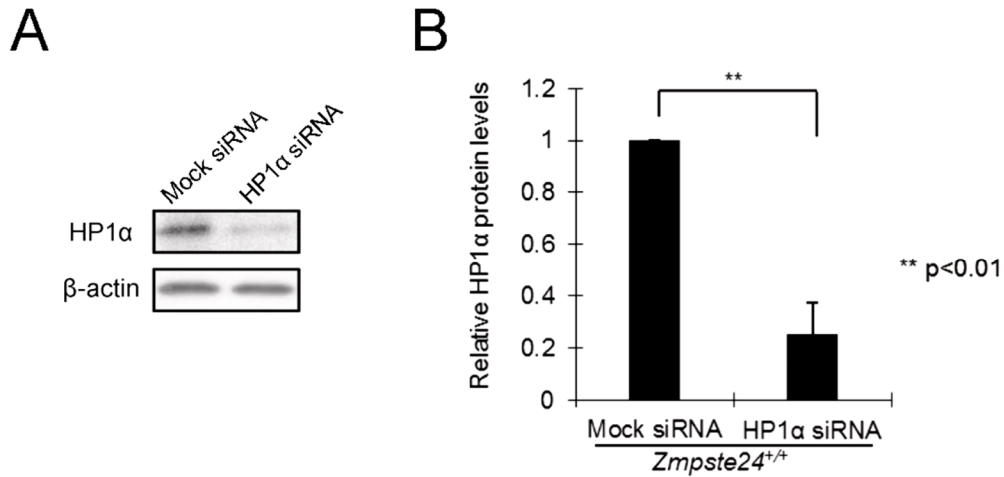 A
Mock siRNA
HP1α siRNA
HP1α
β-actin
B
Relative HP1α protein levels
1.2
1
0.8
0.6
0.4
0.2
0
**
** p<0.01
Mock siRNA
HP1α siRNA
Zmpste24+/+